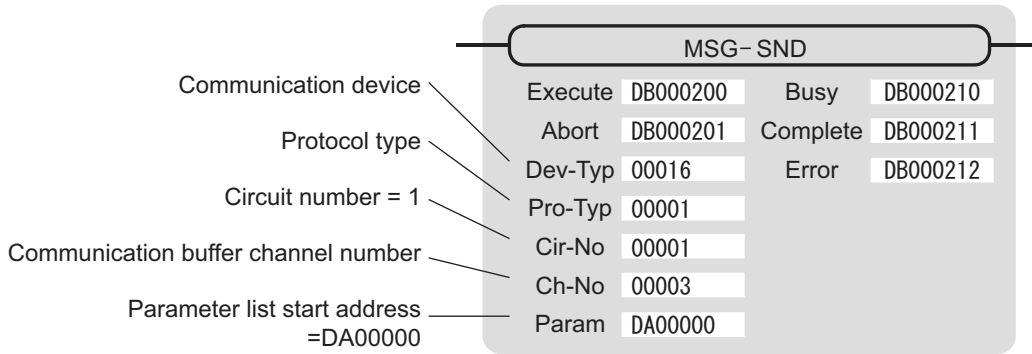 MSG-SND
Communication device
Execute DB000200 Busy DB000210
Protocol type
Abort DB000201 Complete DB000211
Dev-Typ 00016 Error DB000212
Circuit number = 1
Pro-Typ 00001
Cir-No 00001
Communication buffer channel number
Ch-No 00003
Parameter list start address
=DA00000
Param DA00000